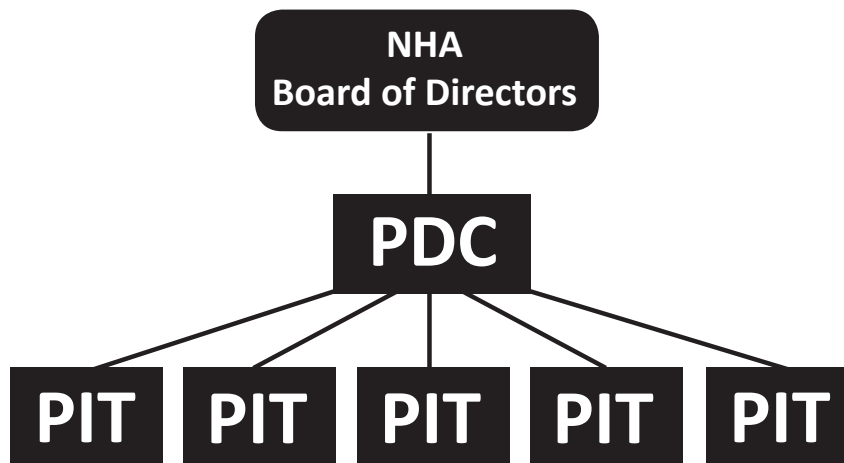 NHA
Board of Directors
PDC
PIT PIT PIT PIT PIT